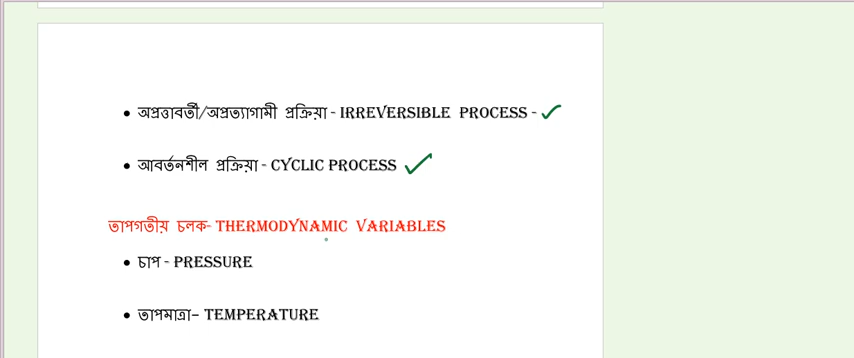 • অপ্রত্তাবর্তী/অপ্রত্যাগামী প্রক্রিয়া - IRREVERSIBLE PROCESS -
• আবর্তনশীল প্রক্রিয়া - CYCLIC PROCESS
তাপগতীয় চলক- THERMODYNAMIC VARIABLES
• চাপ - PRESSURE
• তাপমাত্রা– TEMPERATURE